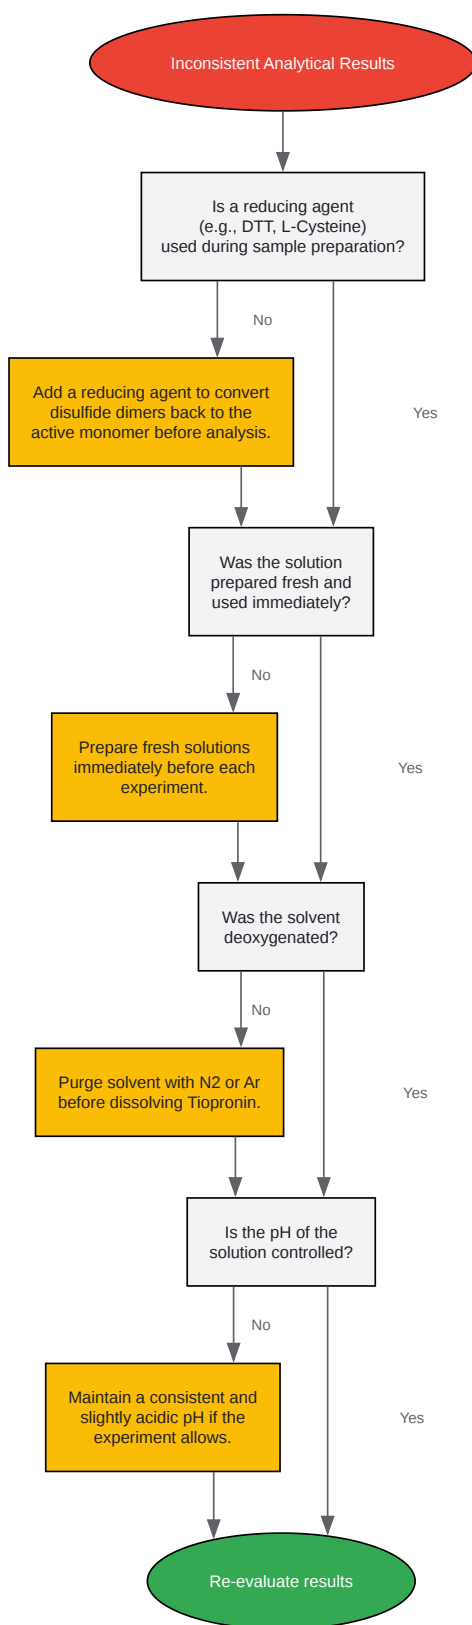 Inconsistent Analytical Results
Is a reducing agent
(e.g., DTT, L-Cysteine)
used during sample preparation?
No
Add a reducing agent to convert
disulfide dimers back to the
active monomer before analysis.
Yes
Was the solution
prepared fresh and
used immediately?
No
Prepare fresh solutions
immediately before each
experiment.
Yes
Was the solvent
deoxygenated?
No
Purge solvent with N2 or Ar
before dissolving Tiopronin.
Yes
Is the pH of the
solution controlled?
No
Maintain a consistent and
slightly acidic pH if the
experiment allows.
Yes
Re-evaluate results